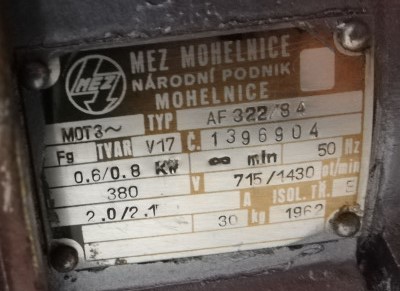 MEZ MEZ MOHELNICE
NÁRODNÍ PODNIK
MOHELNICE
MOT3~ TYP AF 322/84
Fg TVAR V17 Č. 1396904
0.6/0.8 KW ∞ min 50 Hz
380 V 715/1430 ot/min
2.0/2.1 A ISOL. TŘ. E
30 kg 1962